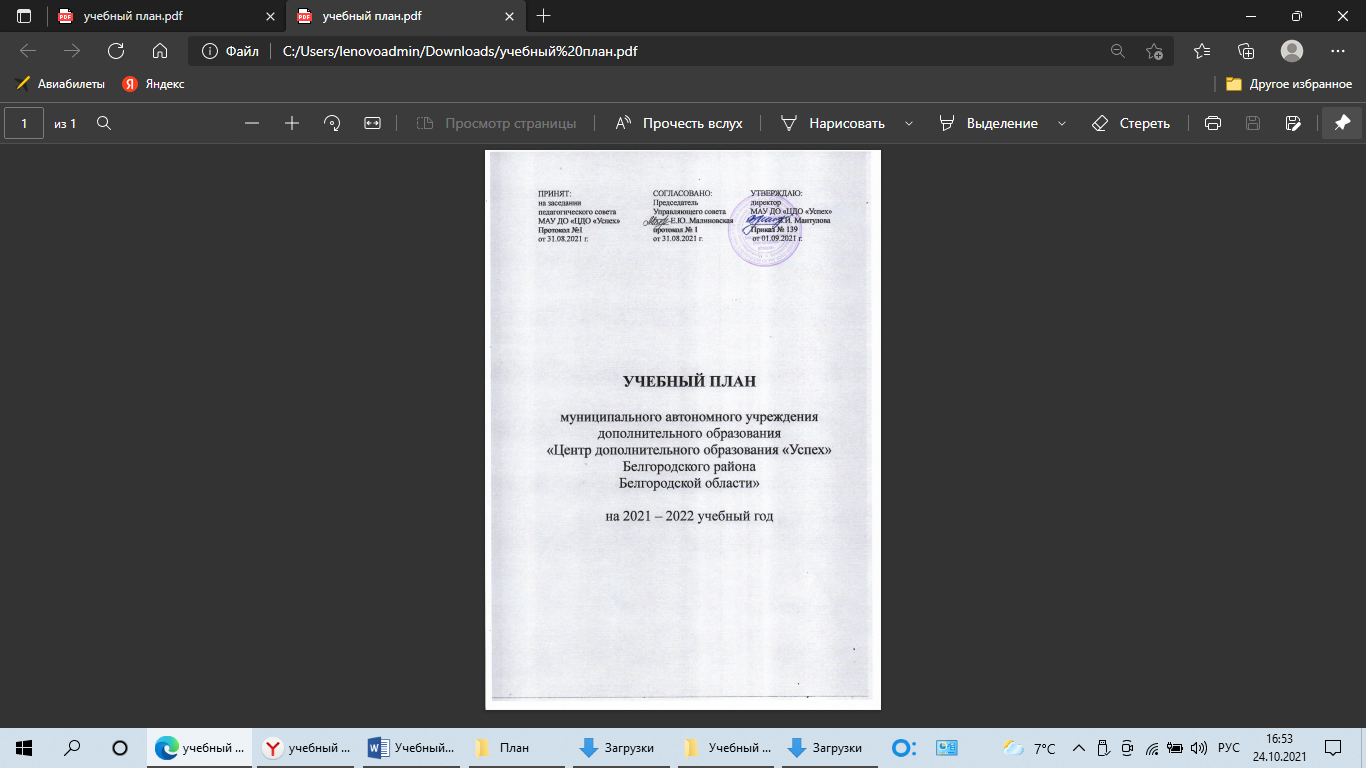 учебный план.pdf
учебный план.pdf
Файл
C:/Users/lenovoadmin/Downloads/учебный%20план.pdf
Авиабилеты
Яндекс
Другое избранное
1 из 1
Просмотр страницы
Прочесть вслух
Нарисовать
Выделение
Стереть
ПРИНЯТ:
на заседании
педагогического совета
МАУ ДО «ЦДО «Успех»
Протокол №1
от 31.08.2021 г.
СОГЛАСОВАНО:
Председатель
Управляющего совета
Е.Ю. Малиновская
протокол № 1
от 31.08.2021 г.
УТВЕРЖДАЮ:
директор
МАУ ДО «ЦДО «Успех»
И. Мантулова
Приказ № 139
от 01.09.2021 г.
УЧЕБНЫЙ ПЛАН
муниципального автономного учреждения
дополнительного образования
«Центр дополнительного образования «Успех»
Белгородского района
Белгородской области»
на 2021 – 2022 учебный год
учебный ...
учебный ...
Учебный...
План
Загрузки
Учебный ...
Загрузки
7°C
РУС
16:53
24.10.2021